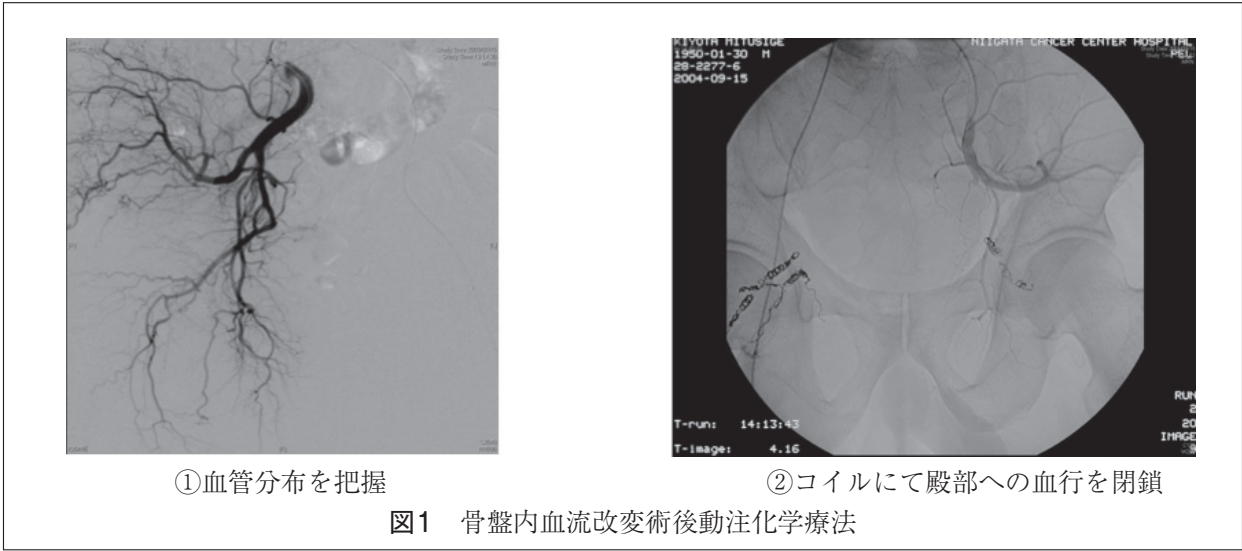 KIYOTA MITUSIGE
1950-01-30 M
28-2277-6
2004-09-15
NIIGATA CANCER CENTER HOSPITAL
PEL
T-run: 14:13:43
T-image: 4.16
RUN
2
20
IMAGE
①血管分布を把握
②コイルにて殿部への血行を閉鎖
図1 骨盤内血流改変術後動注化学療法